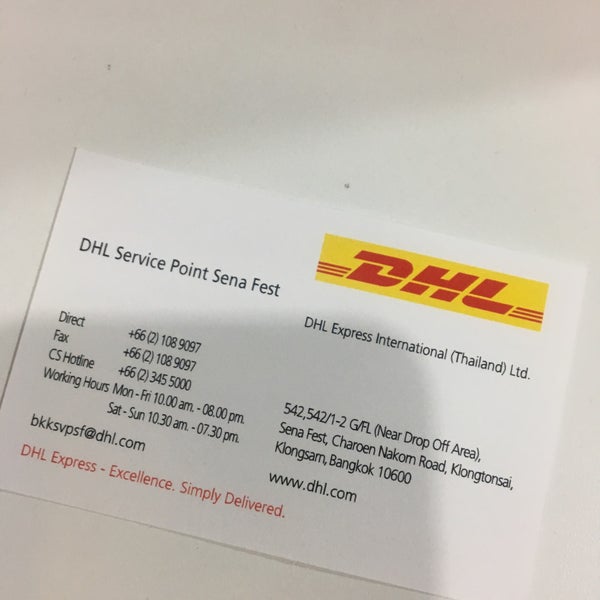 DHL Service Point Sena Fest
Direct +66 (2) 108 9097
Fax +66 (2) 108 9097
CS Hotline +66 (2) 345 5000
Working Hours Mon - Fri 10.00 am. - 08.00 pm.
Sat - Sun 10.30 am. - 07.30 pm.
bkksvpsf@dhl.com
DHL Express - Excellence. Simply Delivered.
DHL
DHL Express International (Thailand) Ltd.
542,542/1-2 G/FL (Near Drop Off Area),
Sena Fest, Charoen Nakorn Road, Klongtonsai,
Klongsarn, Bangkok 10600
www.dhl.com